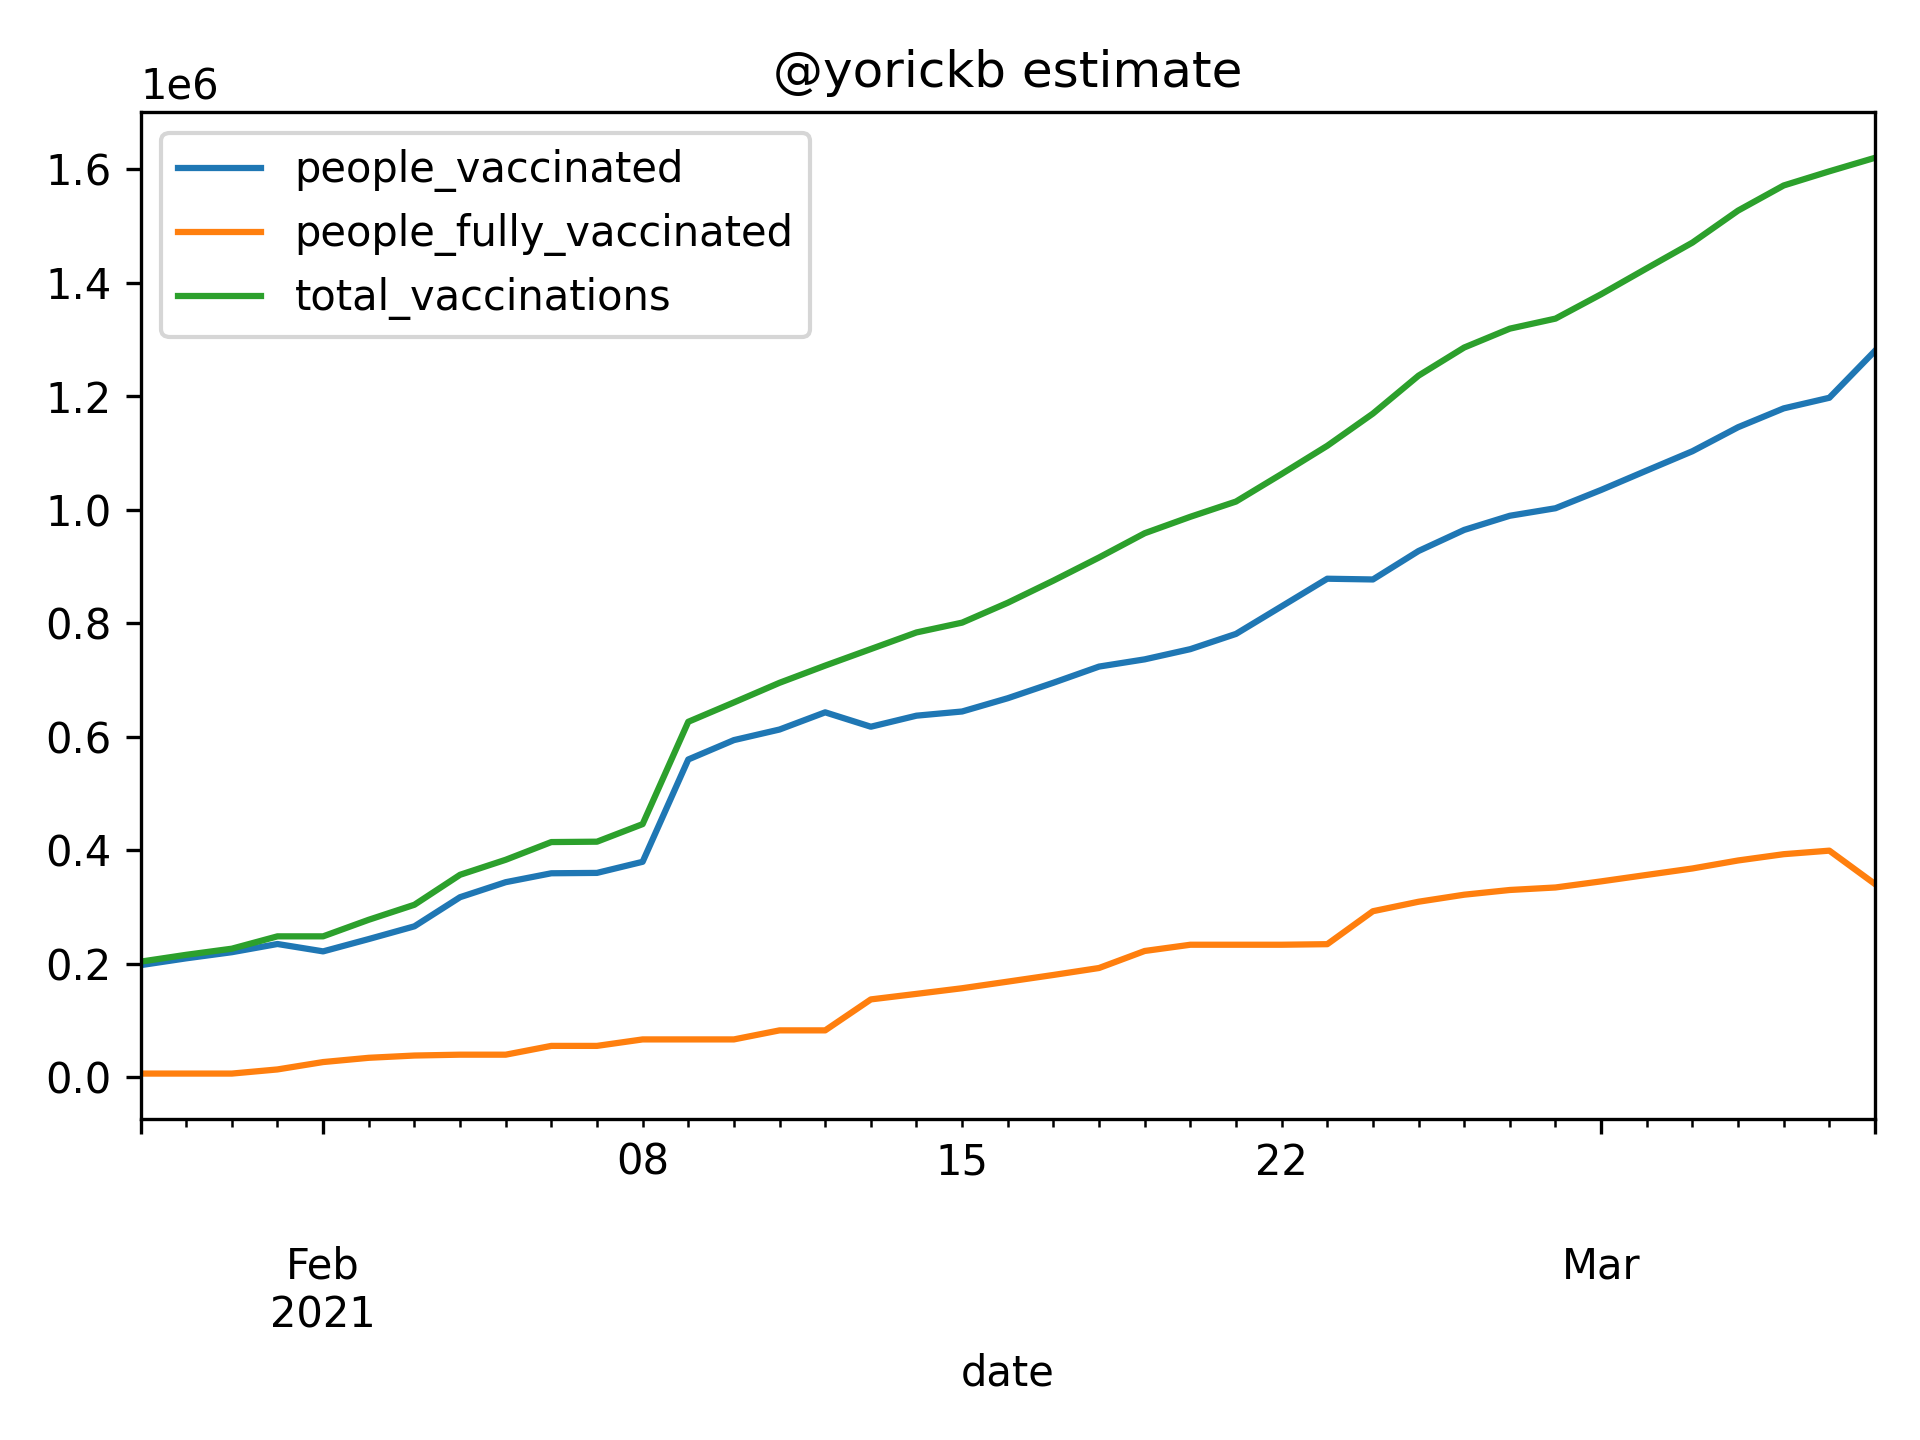 @yorickb estimate
1e6
people_vaccinated
people_fully_vaccinated
total_vaccinations
1.6
1.4
1.2
1.0
0.8
0.6
0.4
0.2
0.0
08 15 22
Feb Mar
2021
date